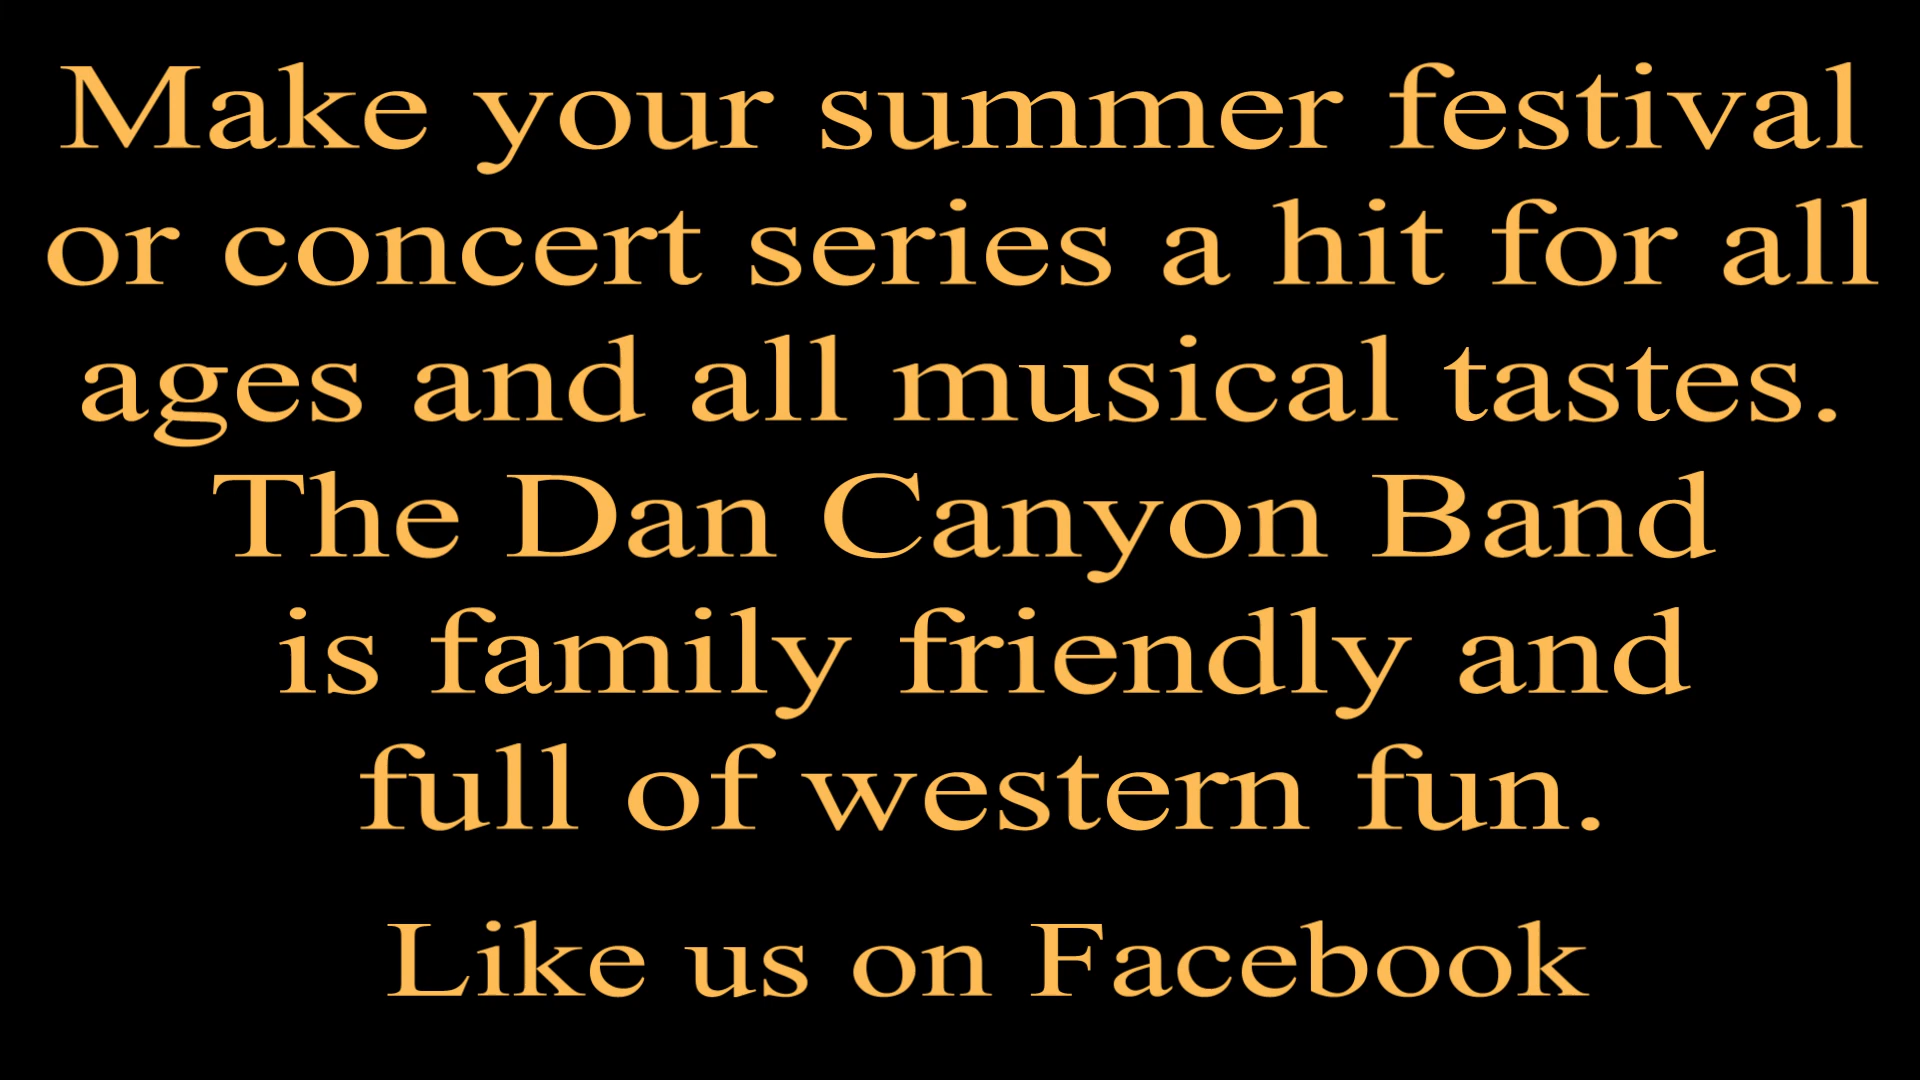 Make your summer festival
or concert series a hit for all
ages and all musical tastes.
The Dan Canyon Band
is family friendly and
full of western fun.
Like us on Facebook